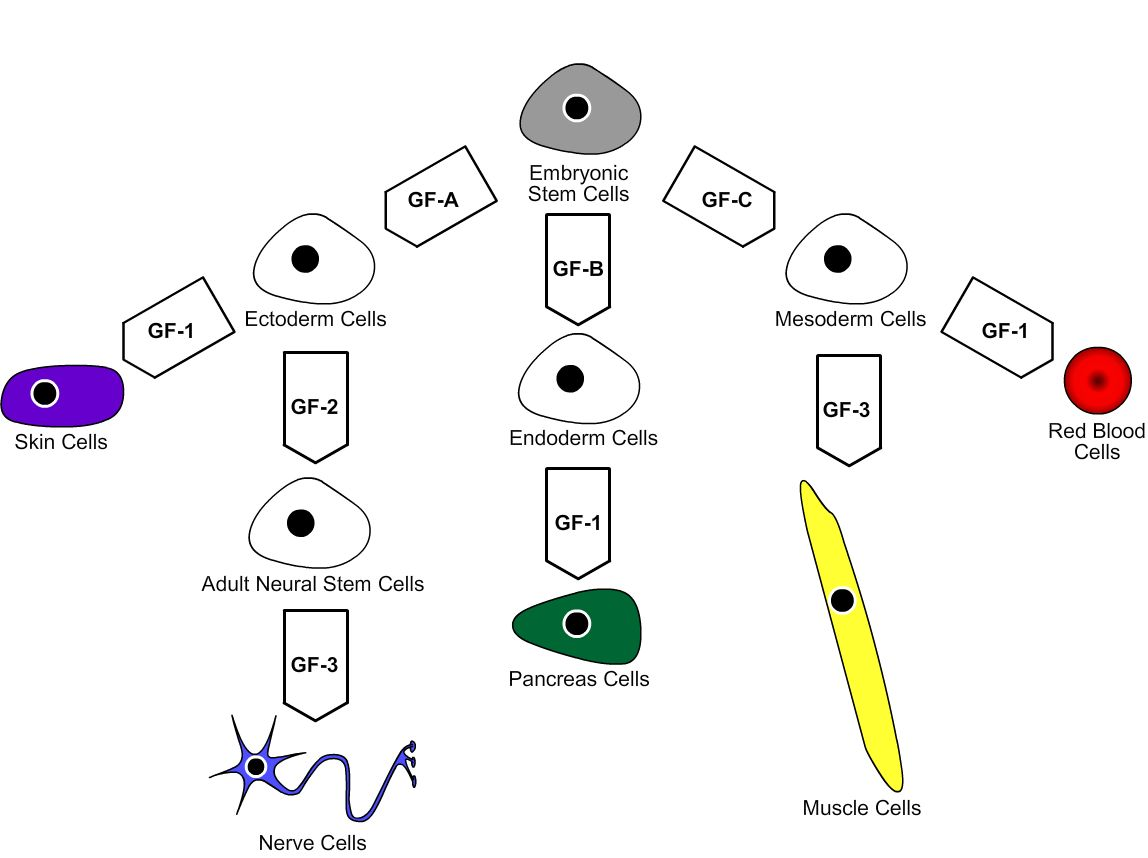 Embryonic
Stem Cells
GF-A
GF-C
GF-B
Ectoderm Cells
Mesoderm Cells
GF-1
GF-1
GF-2
GF-3
Skin Cells
Endoderm Cells
Red Blood
Cells
GF-1
Adult Neural Stem Cells
GF-3
Pancreas Cells
Muscle Cells
Nerve Cells